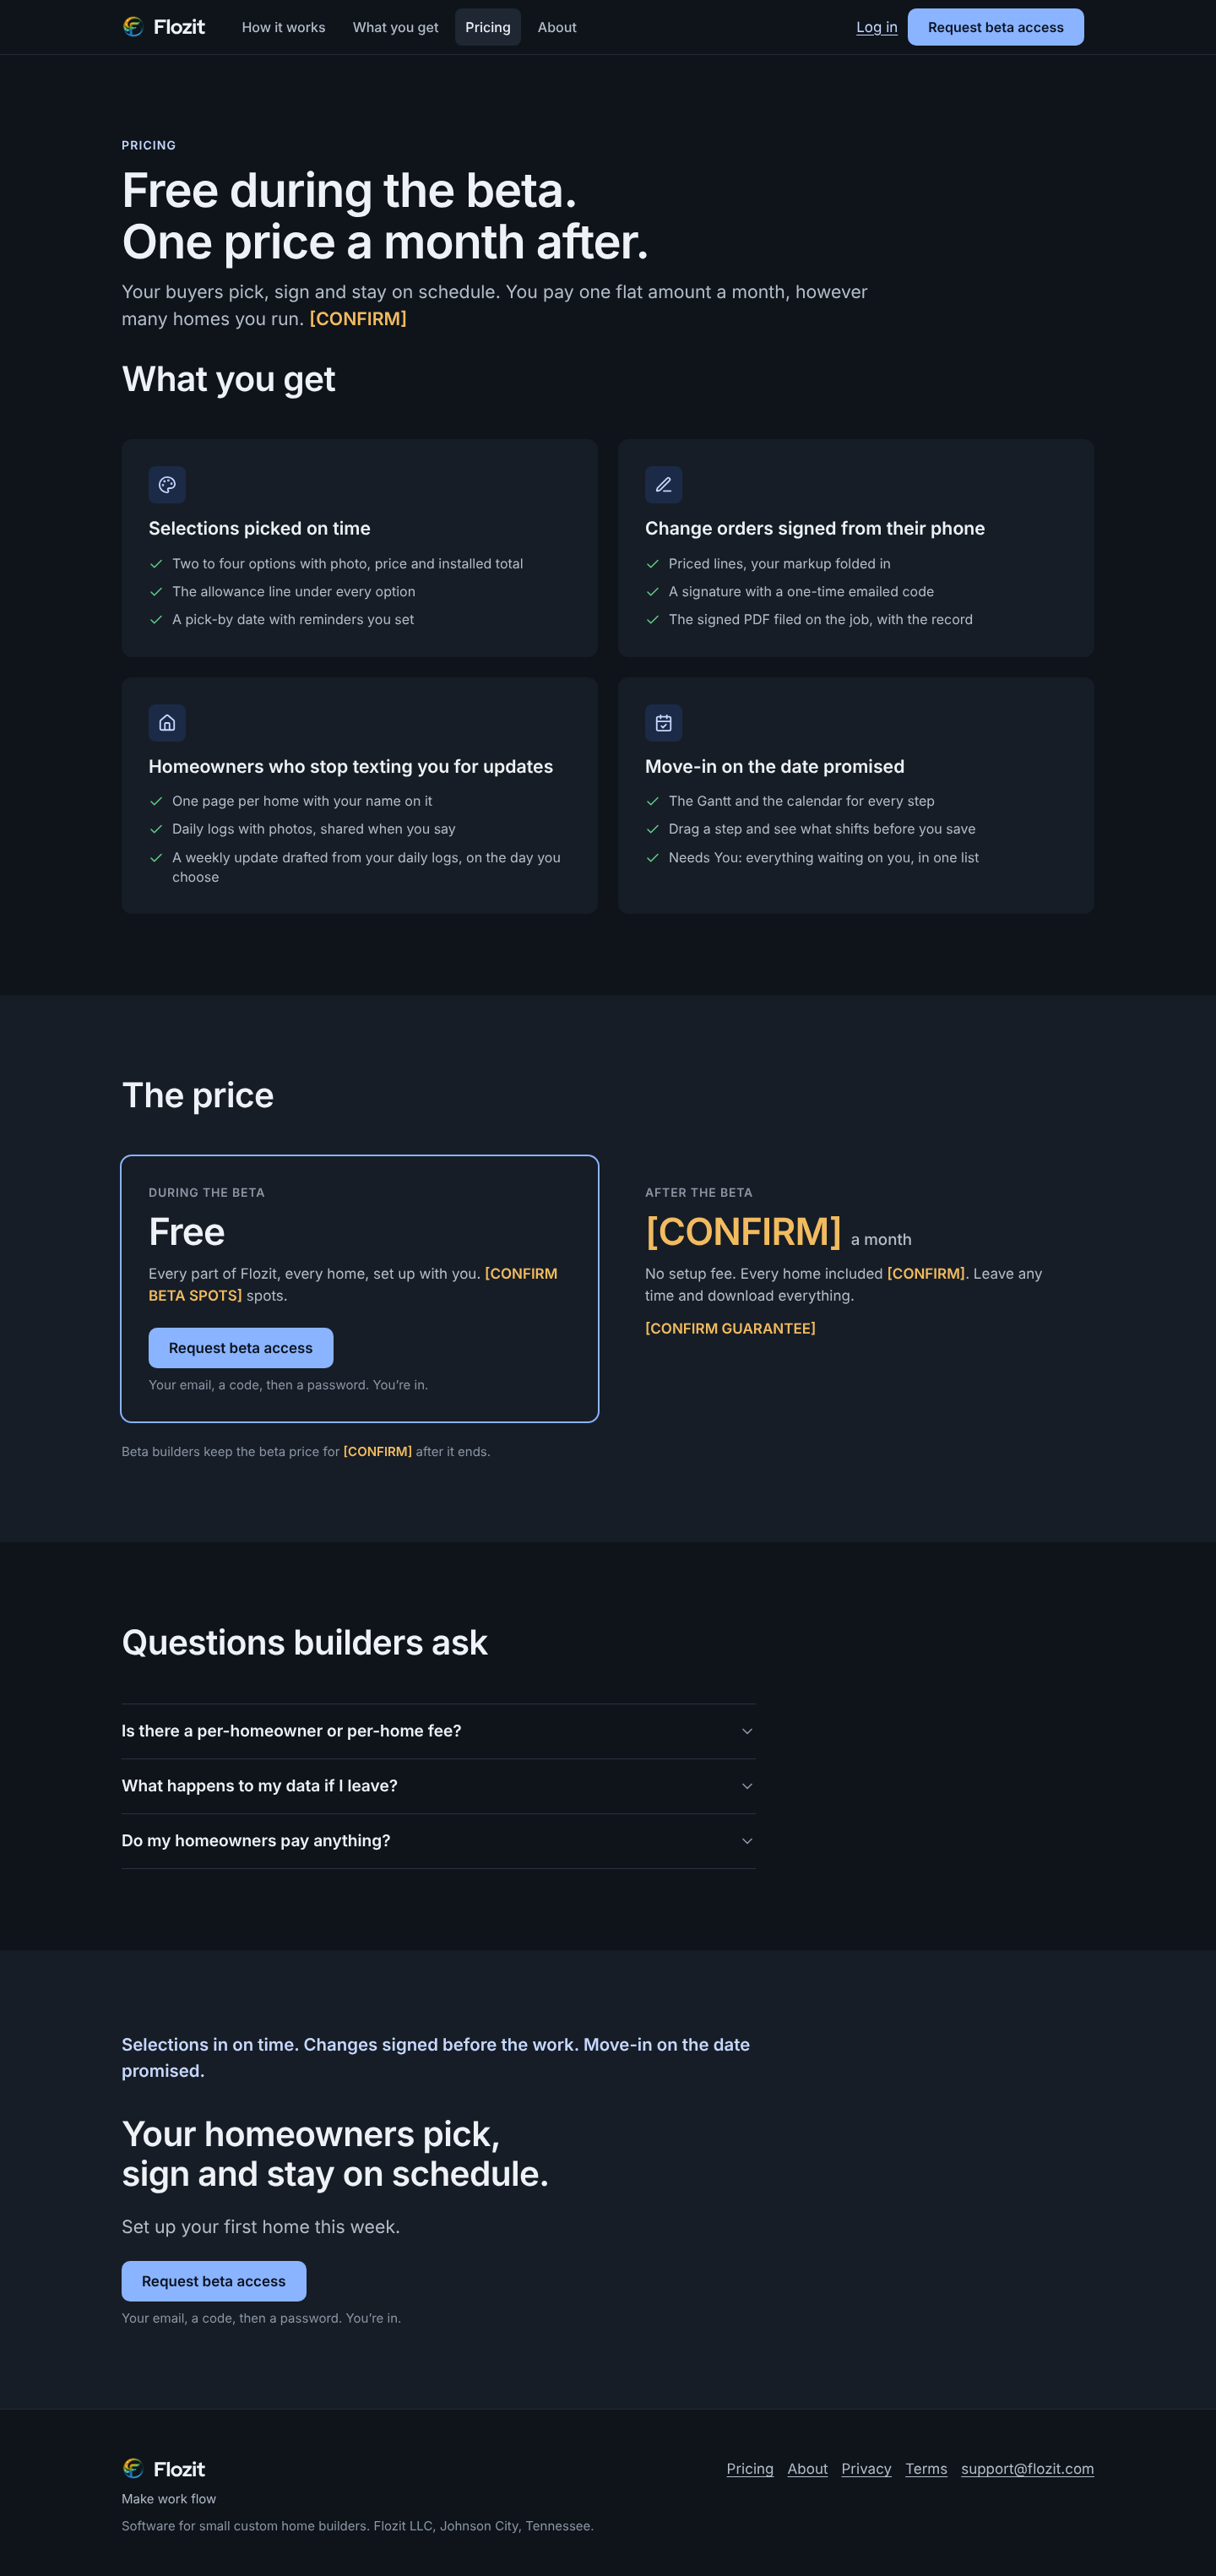 Flozit
How it works
What you get
Pricing
About
Log in
Request beta access
PRICING
Free during the beta.
One price a month after.
Your buyers pick, sign and stay on schedule. You pay one flat amount a month, however
many homes you run. [CONFIRM]
What you get
Selections picked on time
Two to four options with photo, price and installed total
The allowance line under every option
A pick-by date with reminders you set
Change orders signed from their phone
Priced lines, your markup folded in
A signature with a one-time emailed code
The signed PDF filed on the job, with the record
Homeowners who stop texting you for updates
One page per home with your name on it
Daily logs with photos, shared when you say
A weekly update drafted from your daily logs, on the day you
choose
Move-in on the date promised
The Gantt and the calendar for every step
Drag a step and see what shifts before you save
Needs You: everything waiting on you, in one list
The price
DURING THE BETA
Free
Every part of Flozit, every home, set up with you. [CONFIRM
BETA SPOTS] spots.
Request beta access
Your email, a code, then a password. You’re in.
AFTER THE BETA
[CONFIRM] a month
No setup fee. Every home included [CONFIRM]. Leave any
time and download everything.
[CONFIRM GUARANTEE]
Beta builders keep the beta price for [CONFIRM] after it ends.
Questions builders ask
Is there a per-homeowner or per-home fee?
What happens to my data if I leave?
Do my homeowners pay anything?
Selections in on time. Changes signed before the work. Move-in on the date
promised.
Your homeowners pick,
sign and stay on schedule.
Set up your first home this week.
Request beta access
Your email, a code, then a password. You’re in.
Flozit
Make work flow
Software for small custom home builders. Flozit LLC, Johnson City, Tennessee.
Pricing
About
Privacy
Terms
support@flozit.com